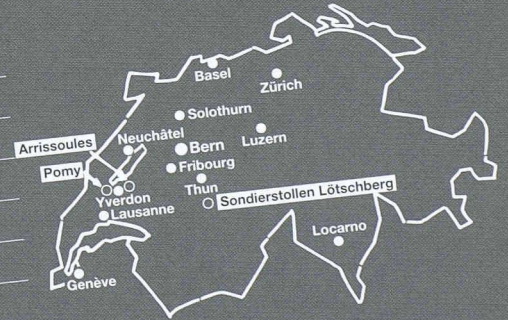 Basel
Zürich
Solothurn
Arrissoules
Neuchâtel
Luzern
Bern
Pomy
Fribourg
Thun
Yverdon
Sondierstollen Lötschberg
Lausanne
Locarno
Genève